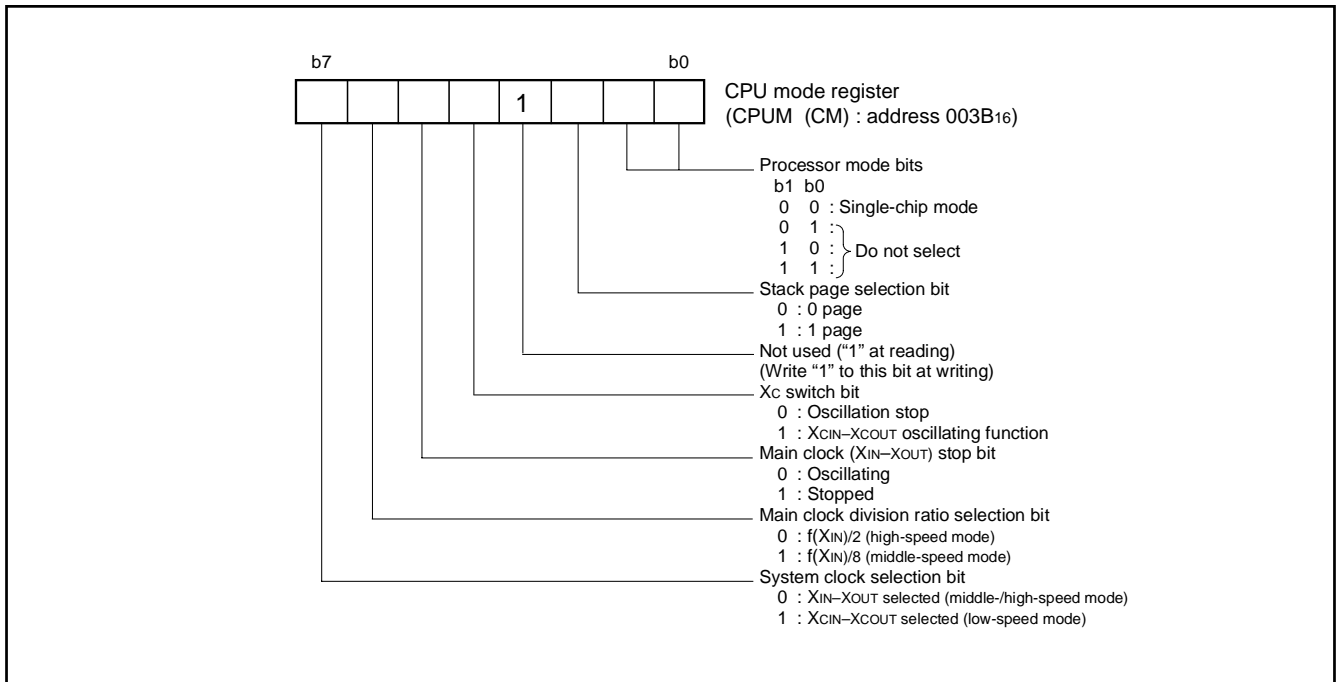 b7 b0
1
CPU mode register
(CPUM (CM) : address 003B16)
Processor mode bits
b1 b0
0 0 : Single-chip mode
0 1 :
1 0 : Do not select
1 1 :
Stack page selection bit
0 : 0 page
1 : 1 page
Not used (“1” at reading)
(Write “1” to this bit at writing)
XC switch bit
0 : Oscillation stop
1 : XCIN–XCOUT oscillating function
Main clock (XIN–XOUT) stop bit
0 : Oscillating
1 : Stopped
Main clock division ratio selection bit
0 : f(XIN)/2 (high-speed mode)
1 : f(XIN)/8 (middle-speed mode)
System clock selection bit
0 : XIN–XOUT selected (middle-/high-speed mode)
1 : XCIN–XCOUT selected (low-speed mode)